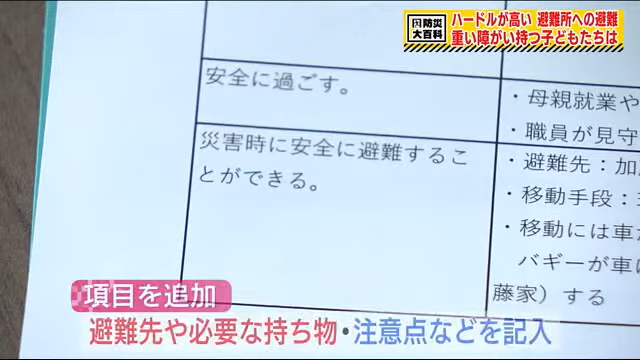 防災
大百科
ハードルが高い 避難所への避難
重い障がい持つ子どもたちは
安全に過ごす。
・母親就業や
・職員が見守
災害時に安全に避難するこ
とができる。
・避難先：加
・移動手段：
・移動には車
バギーが車に
藤家）する
項目を追加
避難先や必要な持ち物・注意点などを記入